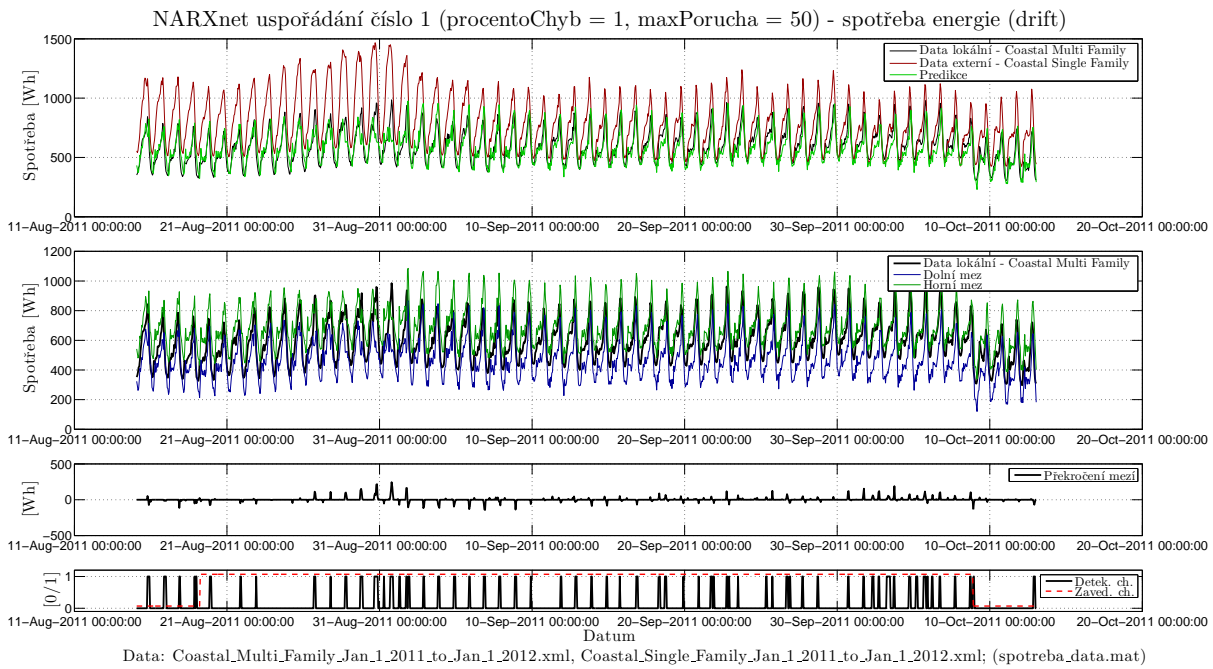 NARXnet uspořádání číslo 1 (procentoChyb = 1, maxPorucha = 50) - spotřeba energie (drift)
Spotřeba [Wh]
1500
1000
500
0
Data lokální - Coastal Multi Family
Data externí - Coastal Single Family
Predikce
11−Aug−2011 00:00:00 21−Aug−2011 00:00:00 31−Aug−2011 00:00:00 10−Sep−2011 00:00:00 20−Sep−2011 00:00:00 30−Sep−2011 00:00:00 10−Oct−2011 00:00:00 20−Oct−2011 00:00:00
Spotřeba [Wh]
1200
1000
800
600
400
200
0
Data lokální - Coastal Multi Family
Dolní mez
Horní mez
11−Aug−2011 00:00:00 21−Aug−2011 00:00:00 31−Aug−2011 00:00:00 10−Sep−2011 00:00:00 20−Sep−2011 00:00:00 30−Sep−2011 00:00:00 10−Oct−2011 00:00:00 20−Oct−2011 00:00:00
[Wh]
500
0
−500
Překročení mezí
11−Aug−2011 00:00:00 21−Aug−2011 00:00:00 31−Aug−2011 00:00:00 10−Sep−2011 00:00:00 20−Sep−2011 00:00:00 30−Sep−2011 00:00:00 10−Oct−2011 00:00:00 20−Oct−2011 00:00:00
[0/1]
1
0
Detek. ch.
Zaved. ch.
11−Aug−2011 00:00:00 21−Aug−2011 00:00:00 31−Aug−2011 00:00:00 10−Sep−2011 00:00:00 20−Sep−2011 00:00:00 30−Sep−2011 00:00:00 10−Oct−2011 00:00:00 20−Oct−2011 00:00:00
Datum
Data: Coastal_Multi_Family_Jan_1_2011_to_Jan_1_2012.xml, Coastal_Single_Family_Jan_1_2011_to_Jan_1_2012.xml; (spotreba_data.mat)